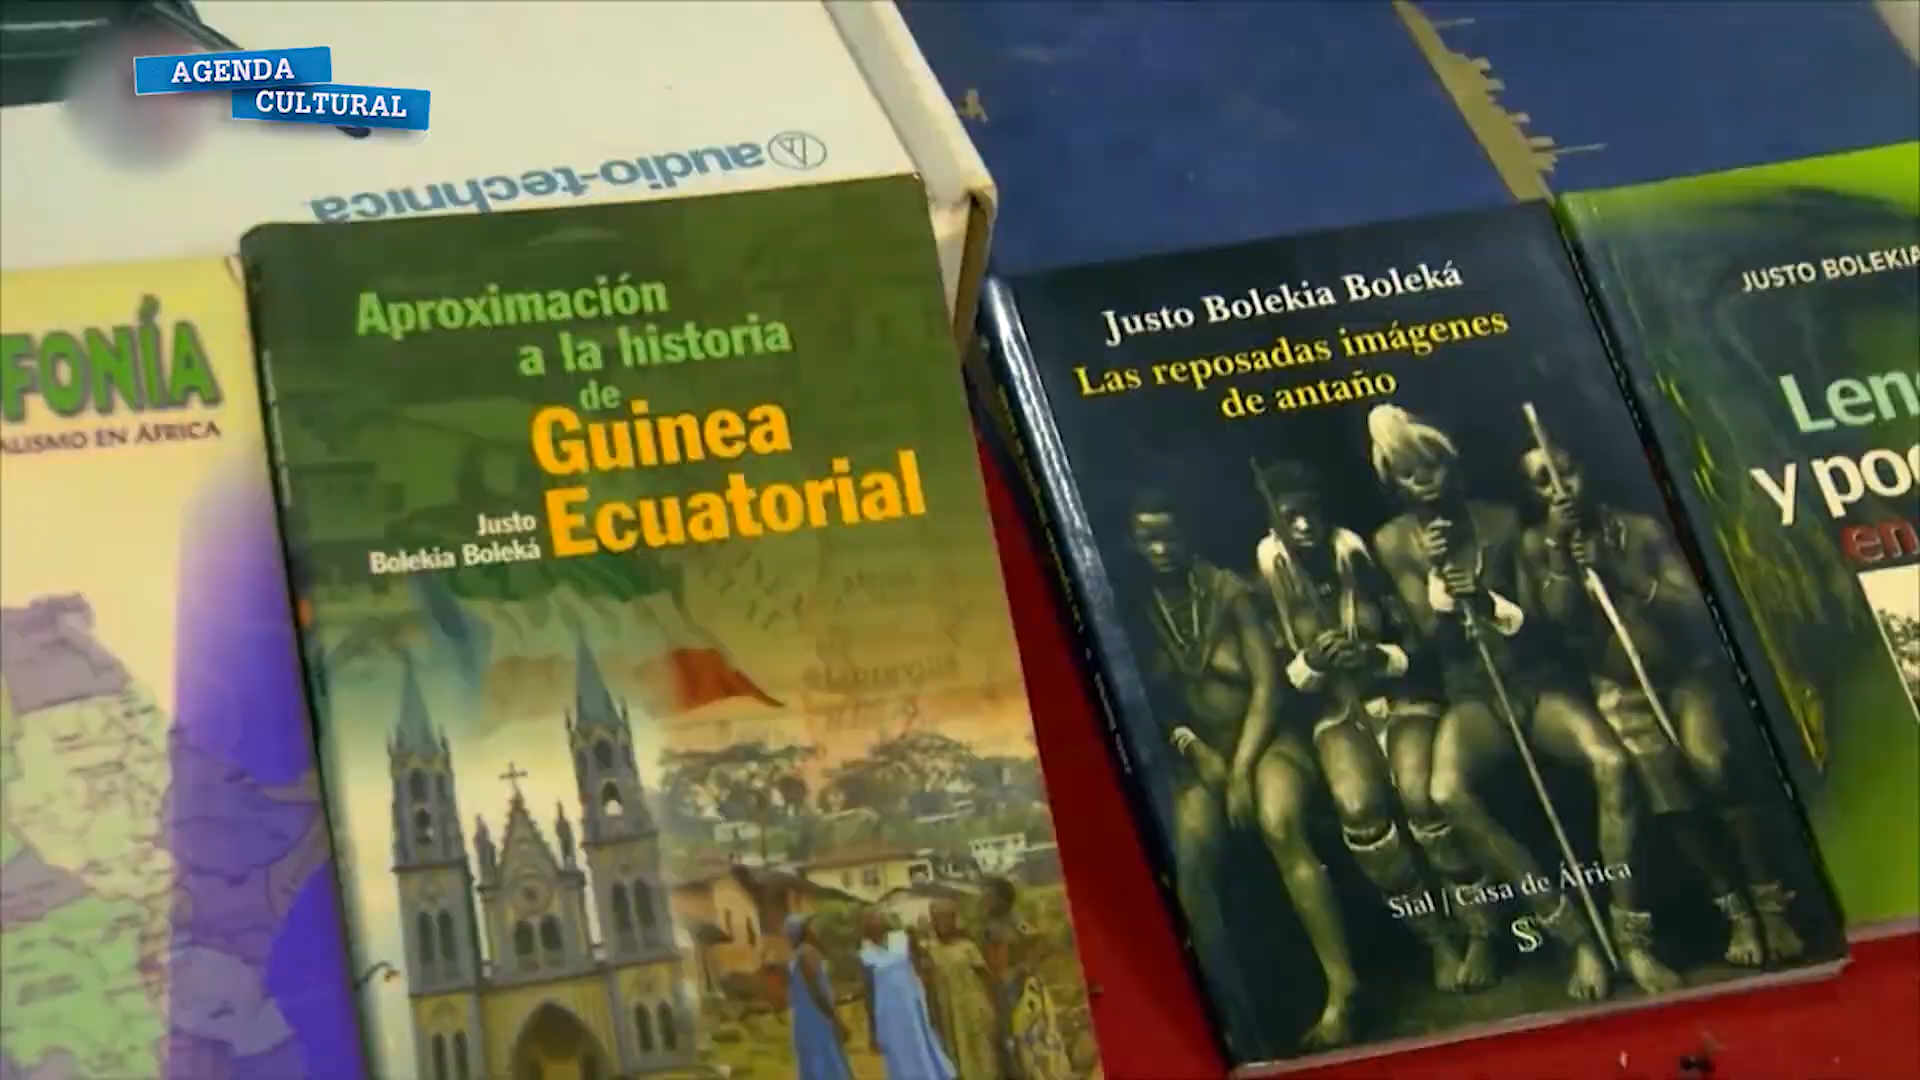 AGENDA
CULTURAL
audio-technica
FONÍA
ALISMO EN ÁFRICA
Aproximación
a la historia
de
Guinea
Ecuatorial
Justo
Bolekia Boleká
Justo Bolekia Boleká
Las reposadas imágenes
de antaño
Sial / Casa de África
S
JUSTO BOLEKIA
Len
y po
en